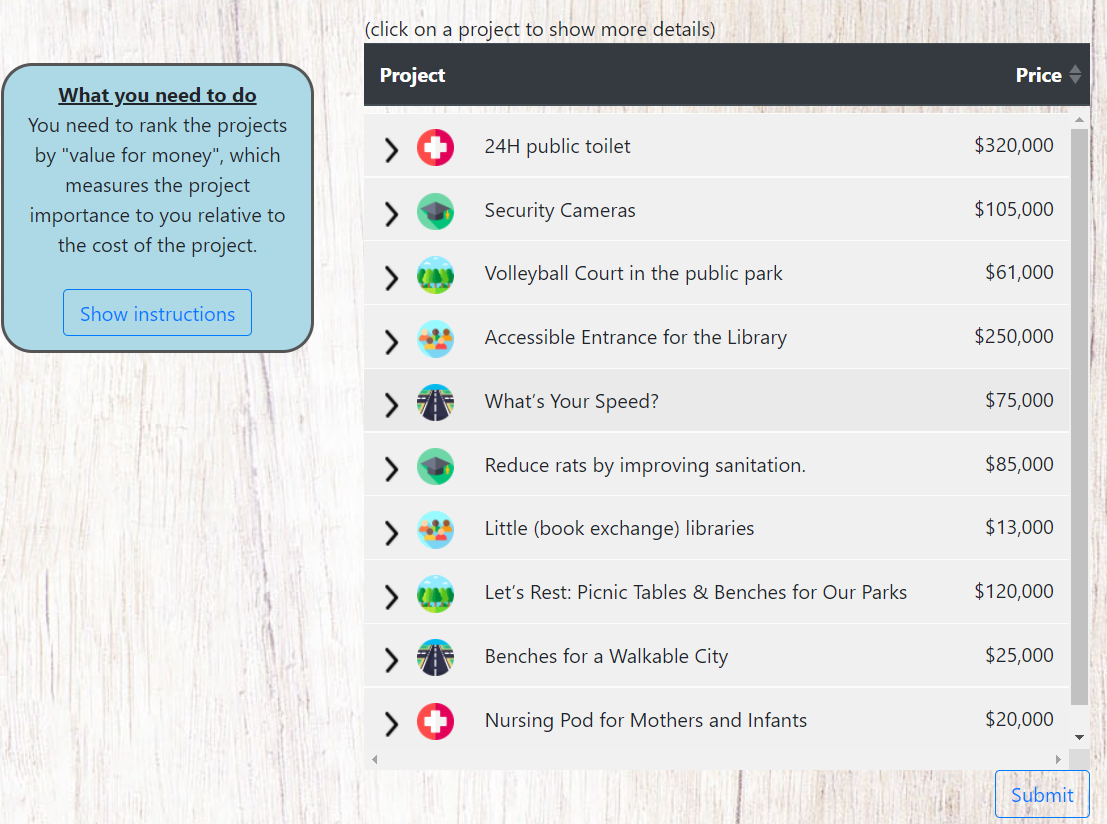 (click on a project to show more details)
Project Price
What you need to do
You need to rank the projects
by "value for money", which
measures the project
importance to you relative to
the cost of the project.
Show instructions
24H public toilet $320,000
Security Cameras $105,000
Volleyball Court in the public park $61,000
Accessible Entrance for the Library $250,000
What’s Your Speed? $75,000
Reduce rats by improving sanitation. $85,000
Little (book exchange) libraries $13,000
Let’s Rest: Picnic Tables & Benches for Our Parks $120,000
Benches for a Walkable City $25,000
Nursing Pod for Mothers and Infants $20,000
Submit